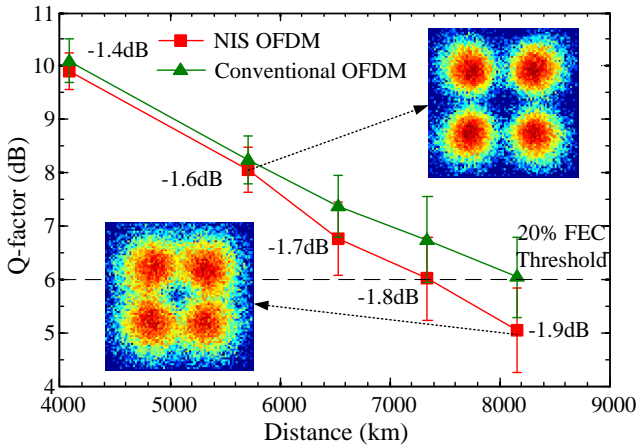 NIS OFDM
Conventional OFDM
11
10
9
8
7
6
5
4
Q-factor (dB)
-1.4dB
-1.6dB
-1.7dB
-1.8dB
-1.9dB
20% FEC
Threshold
4000 5000 6000 7000 8000 9000
Distance (km)